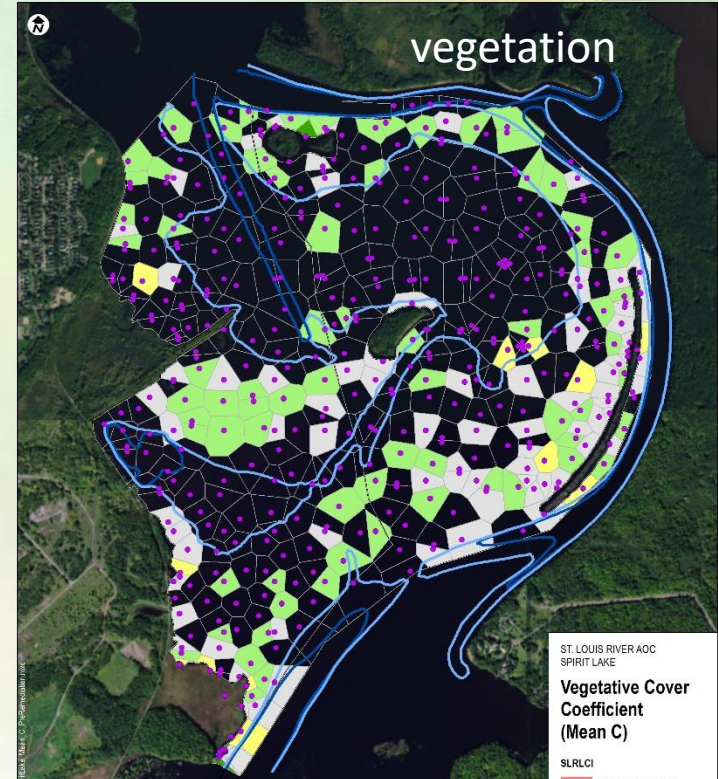 N
vegetation
ST. LOUIS RIVER AOC
SPIRIT LAKE
Vegetative Cover
Coefficient
(Mean C)
SLRLCI